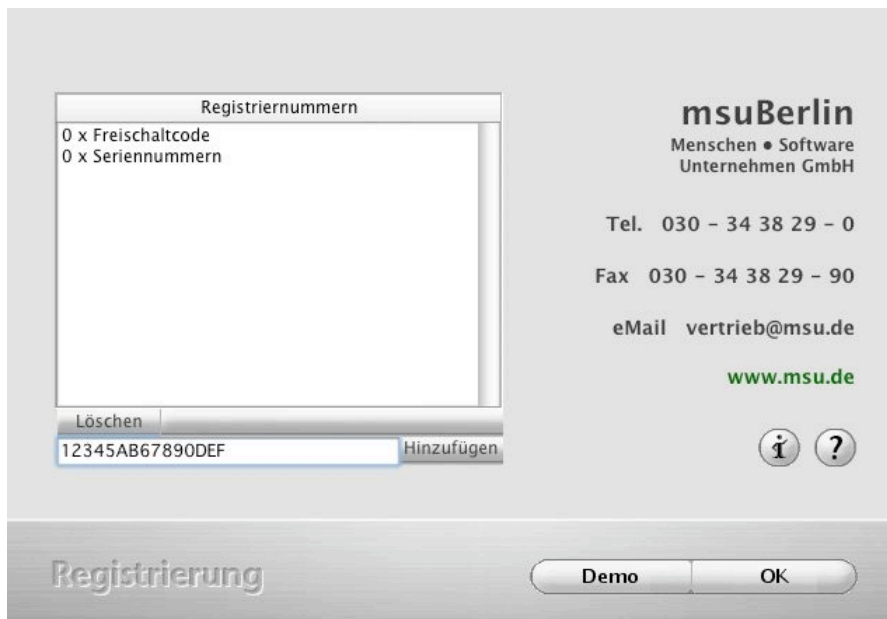 Registriernummern
0 x Freischaltcode
0 x Seriennummern
Löschen
12345AB67890DEF
Hinzufügen
msuBerlin
Menschen • Software
Unternehmen GmbH
Tel. 030 – 34 38 29 – 0
Fax 030 – 34 38 29 – 90
eMail vertrieb@msu.de
www.msu.de
i ?
Registrierung
Demo OK